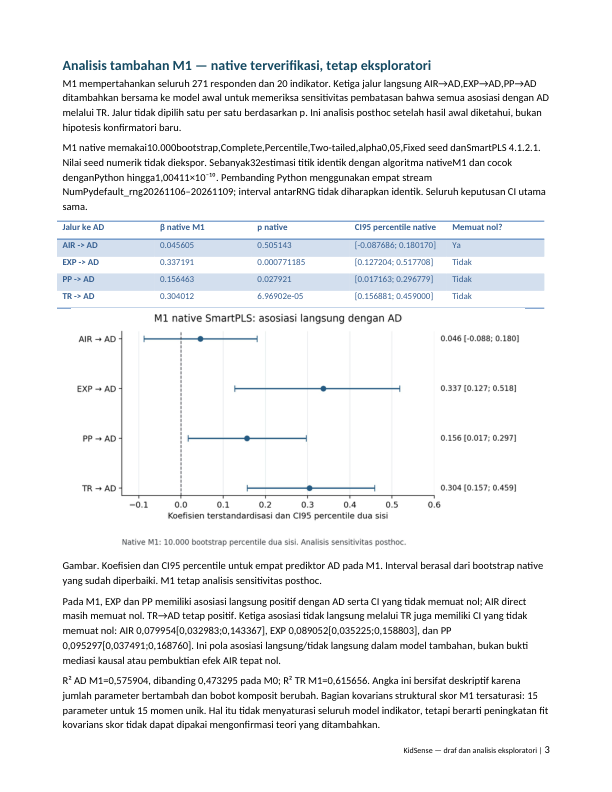 Analisis tambahan M1 — native terverifikasi, tetap eksploratori
M1 mempertahankan seluruh 271 responden dan 20 indikator. Ketiga jalur langsung AIR→AD,EXP→AD,PP→AD
ditambahkan bersama ke model awal untuk memeriksa sensitivitas pembatasan bahwa semua asosiasi dengan AD
melalui TR. Jalur tidak dipilih satu per satu berdasarkan p. Ini analisis posthoc setelah hasil awal diketahui, bukan
hipotesis konfirmatori baru.
M1 native memakai10.000bootstrap,Complete,Percentile,Two-tailed,alpha0,05,Fixed seed danSmartPLS 4.1.2.1.
Nilai seed numerik tidak diekspor. Sebanyak32estimasi titik identik dengan algoritma nativeM1 dan cocok
denganPython hingga1,00411×10⁻¹⁰. Pembanding Python menggunakan empat stream
NumPydefault_rng20261106–20261109; interval antarRNG tidak diharapkan identik. Seluruh keputusan CI utama
sama.
Jalur ke AD β native M1 p native CI95 percentile native Memuat nol?
AIR -> AD 0.045605 0.505143 [-0.087686; 0.180170] Ya
EXP -> AD 0.337191 0.000771185 [0.127204; 0.517708] Tidak
PP -> AD 0.156463 0.027921 [0.017163; 0.296779] Tidak
TR -> AD 0.304012 6.96902e-05 [0.156881; 0.459000] Tidak
M1 native SmartPLS: asosiasi langsung dengan AD
AIR → AD 0.046 [-0.088; 0.180]
EXP → AD 0.337 [0.127; 0.518]
PP → AD 0.156 [0.017; 0.297]
TR → AD 0.304 [0.157; 0.459]
−0.1 0.0 0.1 0.2 0.3 0.4 0.5 0.6
Koefisien terstandardisasi dan CI95 percentile dua sisi
Native M1: 10.000 bootstrap percentile dua sisi. Analisis sensitivitas posthoc.
Gambar. Koefisien dan CI95 percentile untuk empat prediktor AD pada M1. Interval berasal dari bootstrap native
yang sudah diperbaiki. M1 tetap analisis sensitivitas posthoc.
Pada M1, EXP dan PP memiliki asosiasi langsung positif dengan AD serta CI yang tidak memuat nol; AIR direct
masih memuat nol. TR→AD tetap positif. Ketiga asosiasi tidak langsung melalui TR juga memiliki CI yang tidak
memuat nol: AIR 0,079954[0,032983;0,143367], EXP 0,089052[0,035225;0,158803], dan PP
0,095297[0,037491;0,168760]. Ini pola asosiasi langsung/tidak langsung dalam model tambahan, bukan bukti
mediasi kausal atau pembuktian efek AIR tepat nol.
R² AD M1=0,575904, dibanding 0,473295 pada M0; R² TR M1=0,615656. Angka ini bersifat deskriptif karena
jumlah parameter bertambah dan bobot komposit berubah. Bagian kovarians struktural skor M1 tersaturasi: 15
parameter untuk 15 momen unik. Hal itu tidak menyaturasi seluruh model indikator, tetapi berarti peningkatan fit
kovarians skor tidak dapat dipakai mengonfirmasi teori yang ditambahkan.
KidSense — draf dan analisis eksploratori | 3